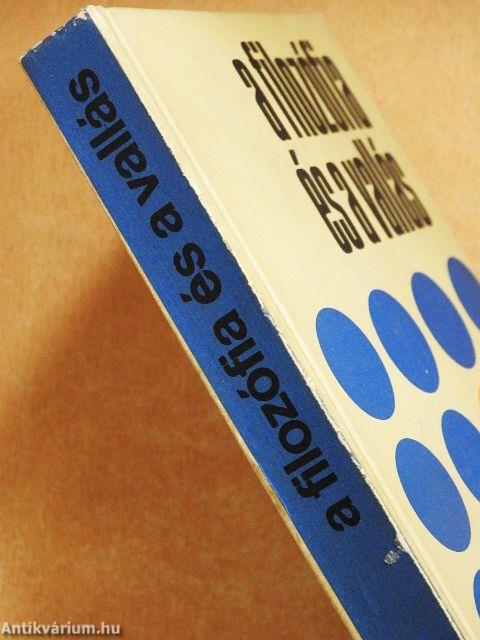 a filozófia
és a vallás
a filozófia és a vallás
Antikvárium.hu